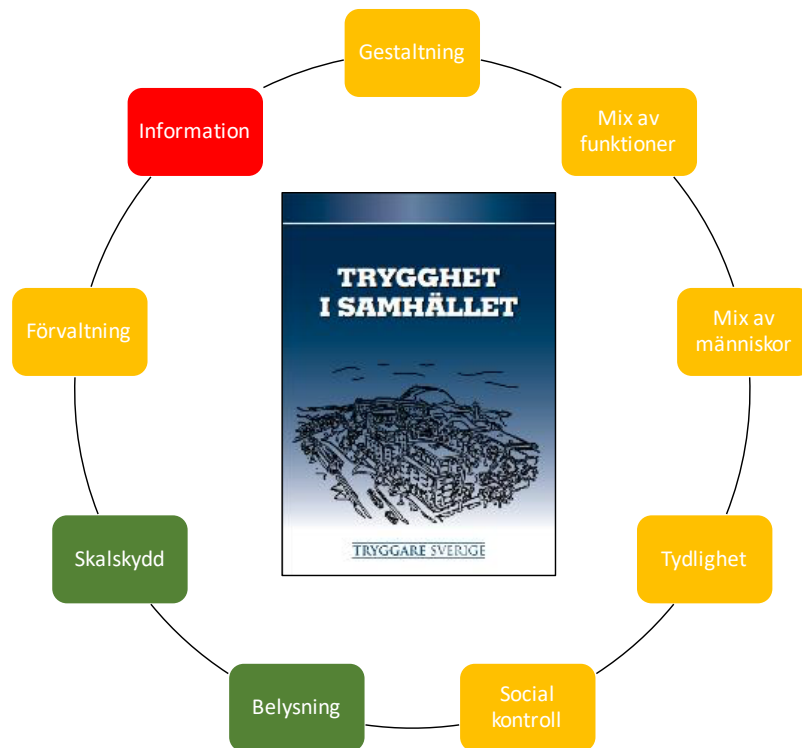 Gestaltning
Mix av
funktioner
Mix av
människor
Tydlighet
Social
kontroll
Belysning
Skalskydd
Förvaltning
Information
TRYGGHET
I SAMHÄLLET
TRYGGARE SVERIGE